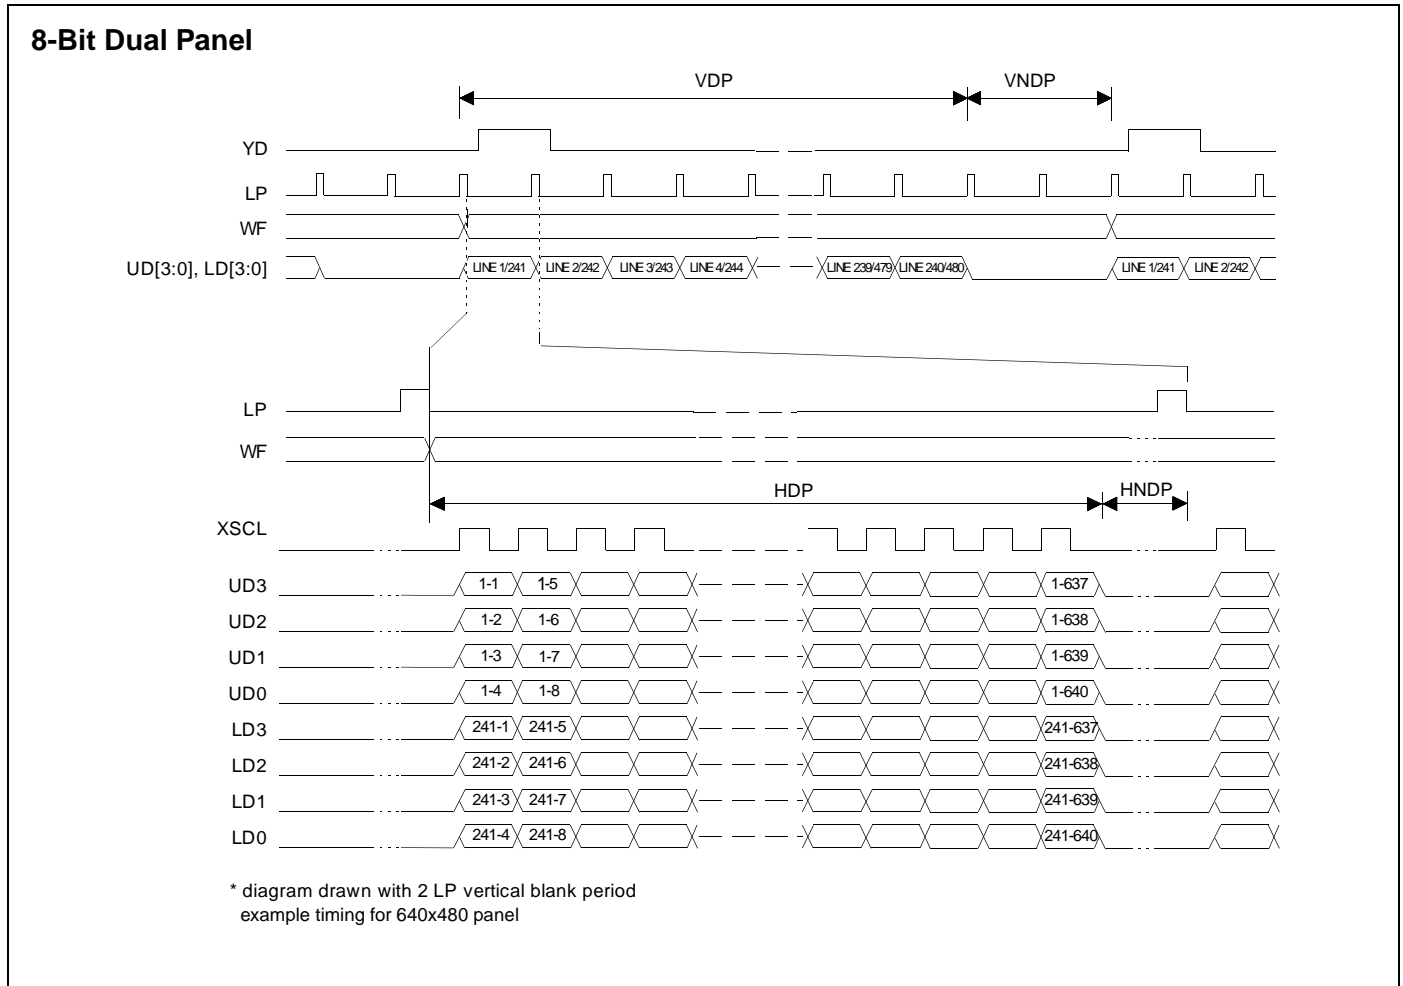 8-Bit Dual Panel
VDP VNDP
YD
LP
WF
UD[3:0], LD[3:0] LINE 1/241 LINE 2/242 LINE 3/243 LINE 4/244 LINE 239/479 LINE 240/480 LINE 1/241 LINE 2/242
LP
WF
HDP HNDP
XSCL
UD3 1-1 1-5 1-637
UD2 1-2 1-6 1-638
UD1 1-3 1-7 1-639
UD0 1-4 1-8 1-640
LD3 241-1 241-5 241-637
LD2 241-2 241-6 241-638
LD1 241-3 241-7 241-639
LD0 241-4 241-8 241-640
* diagram drawn with 2 LP vertical blank period
example timing for 640x480 panel